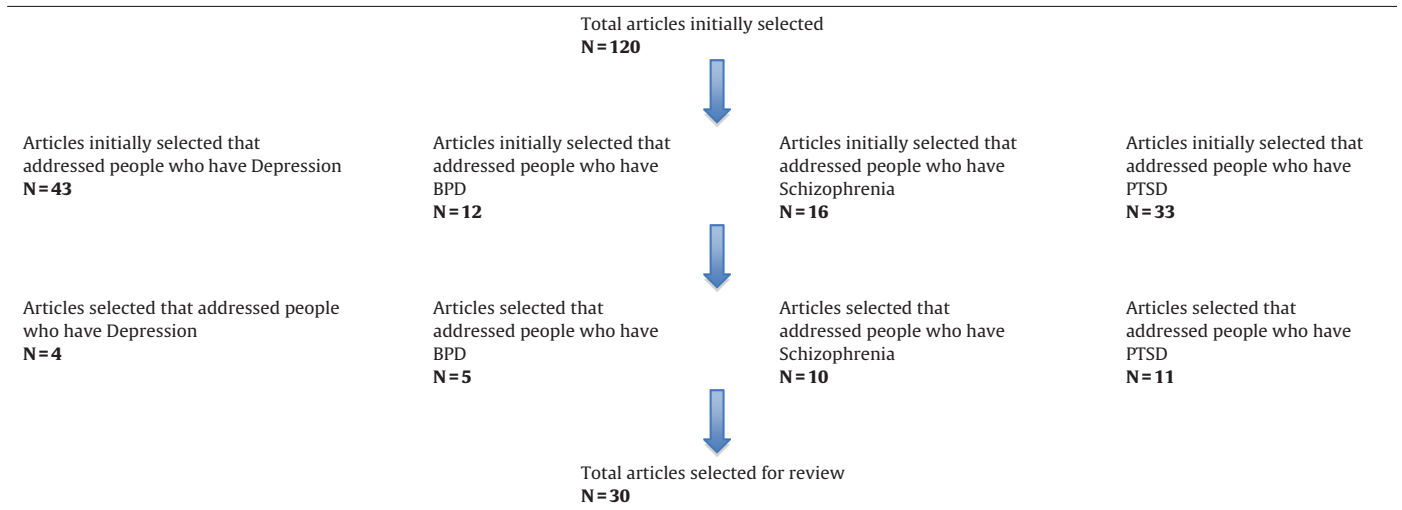 Total articles initially selected
N=120
Articles initially selected that
addressed people who have Depression
N=43
Articles initially selected that
addressed people who have
BPD
N=12
Articles initially selected that
addressed people who have
Schizophrenia
N=16
Articles initially selected that
addressed people who have
PTSD
N=33
Articles selected that addressed people
who have Depression
N=4
Articles selected that
addressed people who have
BPD
N=5
Articles selected that
addressed people who have
Schizophrenia
N=10
Articles selected that
addressed people who have
PTSD
N=11
Total articles selected for review
N=30